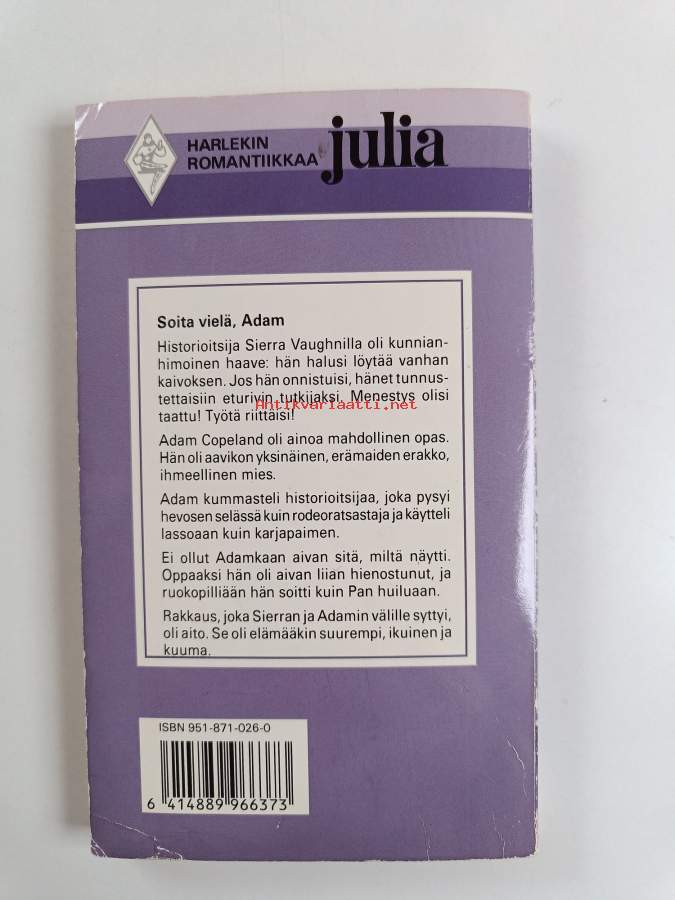 HARLEKIN
ROMANTIIKKAA
julia
Soita vielä, Adam
Historioitsija Sierra Vaughnilla oli kunnian-
himoinen haave: hän halusi löytää vanhan
kaivoksen. Jos hän onnistuisi, hänet tunnus-
tettaisiin eturivin tutkijaksi. Menestys olisi
Antikvariaatti.net
taattu! Työtä riittäisi!
Adam Copeland oli ainoa mahdollinen opas.
Hän oli aavikon yksinäinen, erämaiden erakko,
ihmeellinen mies.
Adam kummasteli historioitsijaa, joka pysyi
hevosen selässä kuin rodeoratsastaja ja käytteli
lassoaan kuin karjapaimen.
Ei ollut Adamkaan aivan sitä, miltä näytti.
Oppaaksi hän oli aivan liian hienostunut, ja
ruokopilliään hän soitti kuin Pan huiluaan.
Rakkaus, joka Sierran ja Adamin välille syttyi,
oli aito. Se oli elämääkin suurempi, ikuinen ja
kuuma.
ISBN 951-871-026-0
6 414889 966373